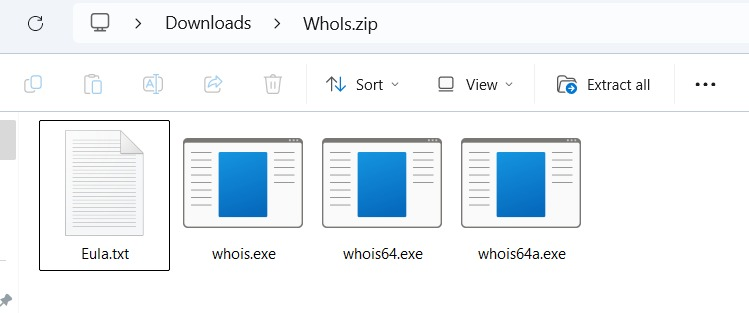 Downloads WhoIs.zip
Sort View Extract all
Eula.txt whois.exe whois64.exe whois64a.exe